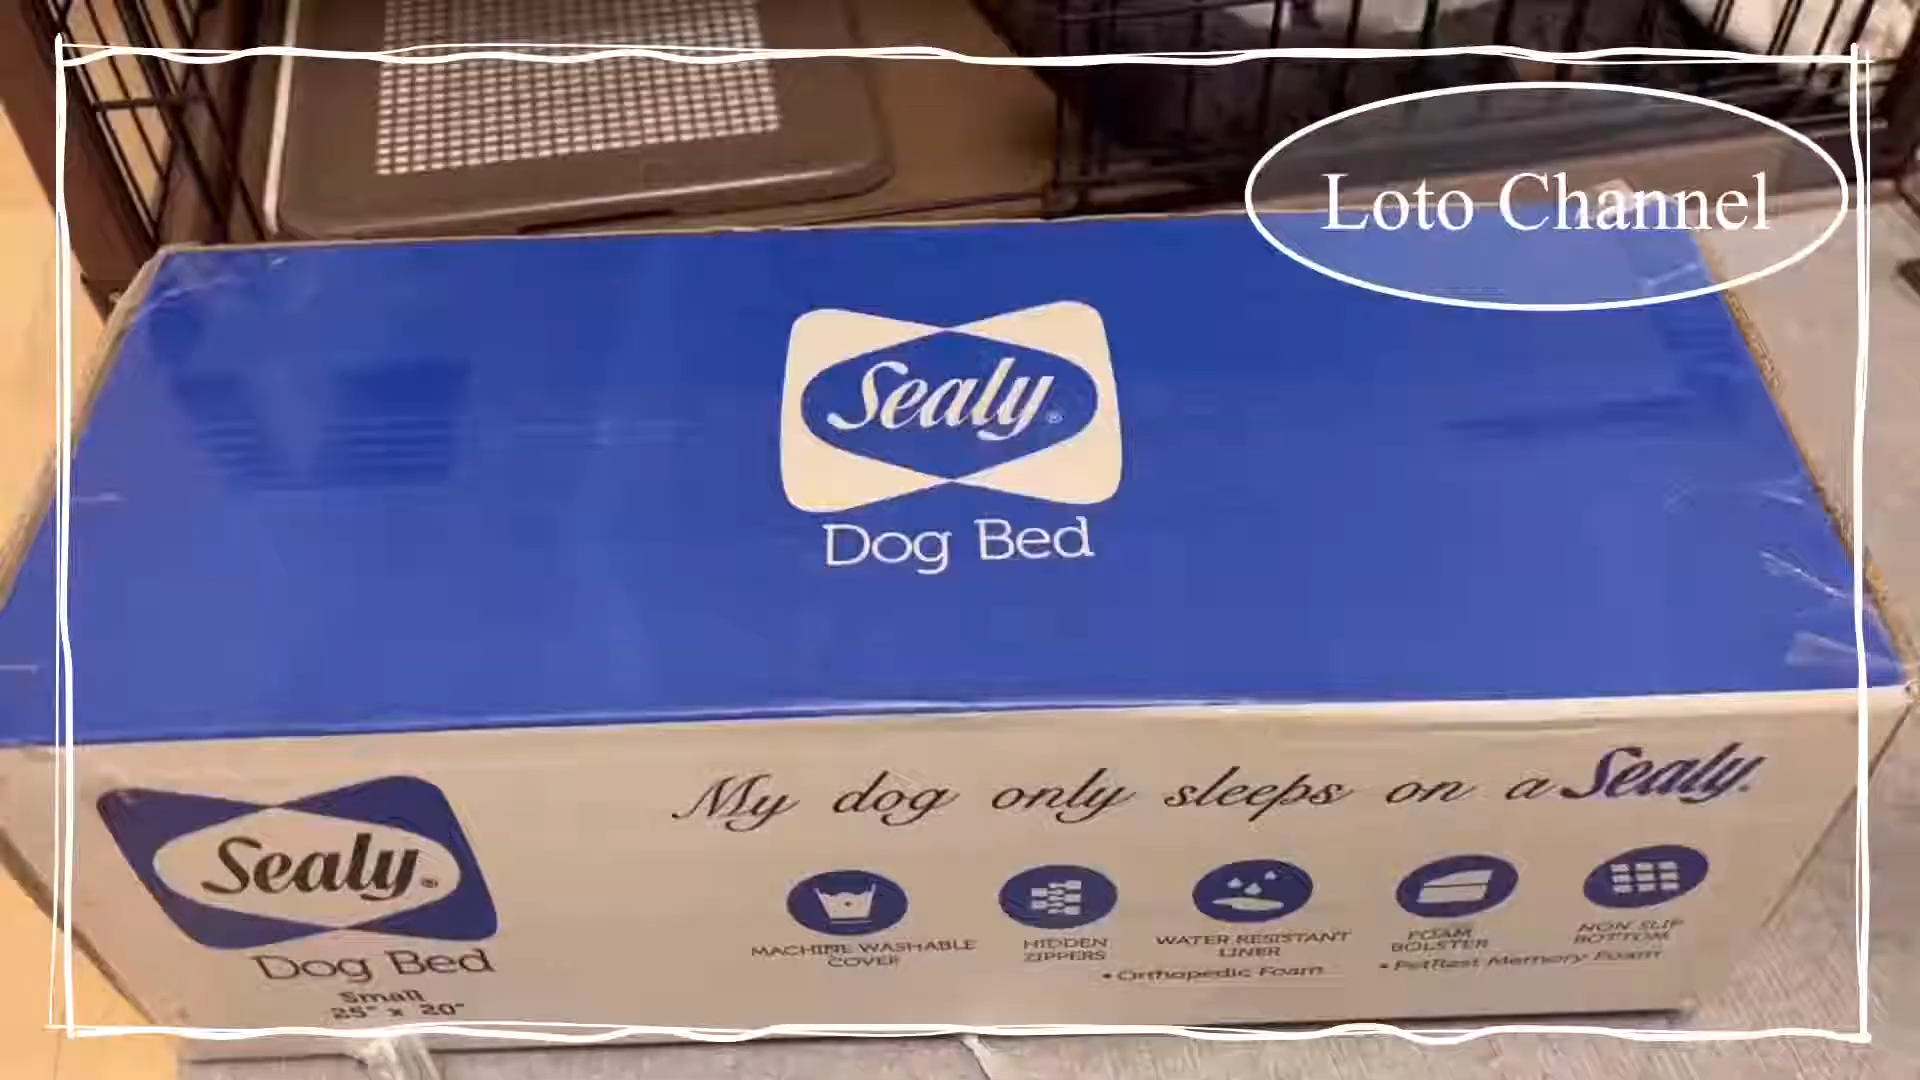 Loto Channel
Sealy®
Dog Bed
My dog only sleeps on a Sealy.
Sealy®
Dog Bed
Small
25" x 20"
MACHINE WASHABLE
COVER
HIDDEN
ZIPPERS
WATER RESISTANT
LINER
FOAM
BOLSTER
NON SLIP
BOTTOM
• Orthopedic Foam
• PetRest Memory Foam